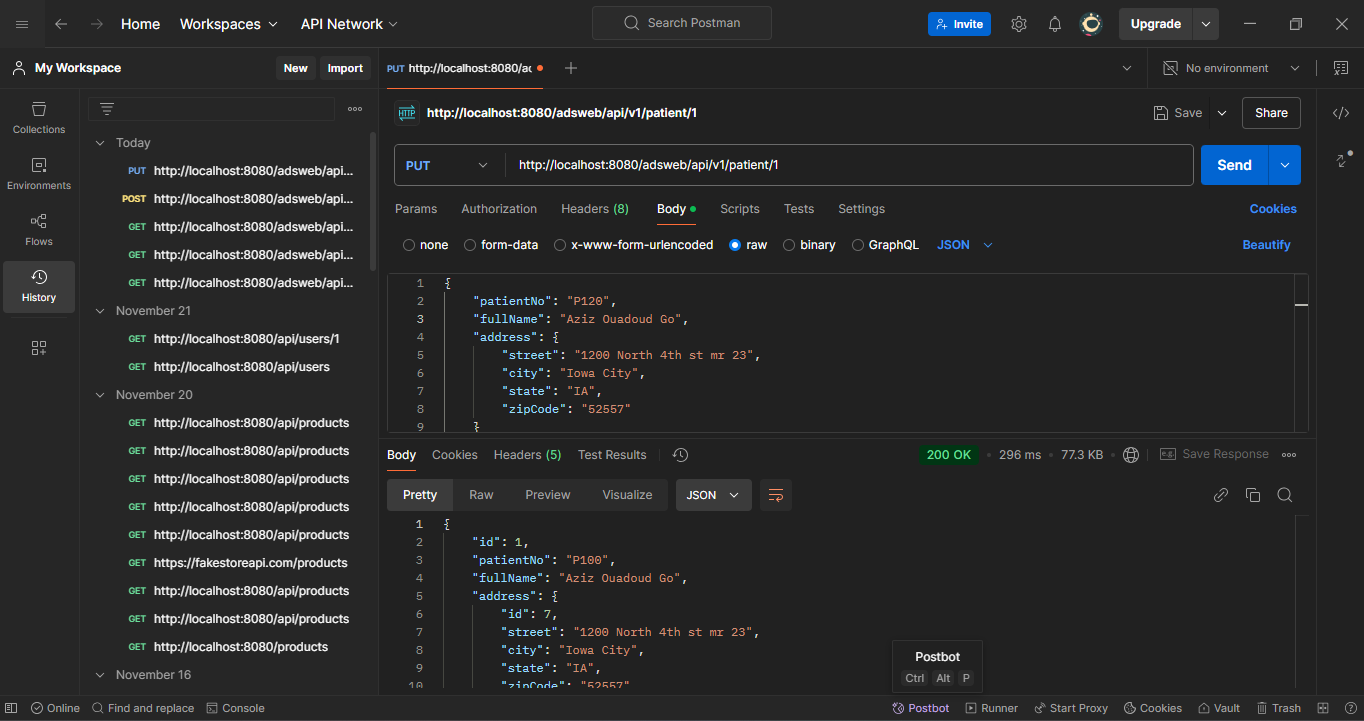 Home
Workspaces
API Network
Search Postman
Invite
Upgrade
My Workspace
New
Import
PUT http://localhost:8080/ac
No environment
Collections
Environments
Flows
History
Today
PUT http://localhost:8080/adsweb/api...
POST http://localhost:8080/adsweb/api...
GET http://localhost:8080/adsweb/api...
GET http://localhost:8080/adsweb/api...
GET http://localhost:8080/adsweb/api...
November 21
GET http://localhost:8080/api/users/1
GET http://localhost:8080/api/users
November 20
GET http://localhost:8080/api/products
GET http://localhost:8080/api/products
GET http://localhost:8080/api/products
GET http://localhost:8080/api/products
GET http://localhost:8080/api/products
GET https://fakestoreapi.com/products
GET http://localhost:8080/api/products
GET http://localhost:8080/api/products
GET http://localhost:8080/products
November 16
HTTP http://localhost:8080/adsweb/api/v1/patient/1
Save
Share
PUT http://localhost:8080/adsweb/api/v1/patient/1
Send
Params Authorization Headers (8) Body Scripts Tests Settings Cookies
none form-data x-www-form-urlencoded raw binary GraphQL JSON Beautify
1 {
2 "patientNo": "P120",
3 "fullName": "Aziz Ouadoud Go",
4 "address": {
5 "street": "1200 North 4th st mr 23",
6 "city": "Iowa City",
7 "state": "IA",
8 "zipCode": "52557"
9 }
Body Cookies Headers (5) Test Results 200 OK 296 ms 77.3 KB e.g. Save Response
Pretty Raw Preview Visualize JSON
1 {
2 "id": 1,
3 "patientNo": "P100",
4 "fullName": "Aziz Ouadoud Go",
5 "address": {
6 "id": 7,
7 "street": "1200 North 4th st mr 23",
8 "city": "Iowa City",
9 "state": "IA",
10 "zipCode": "52557"
Postbot
Ctrl Alt P
Online Find and replace Console Postbot Runner Start Proxy Cookies Vault Trash